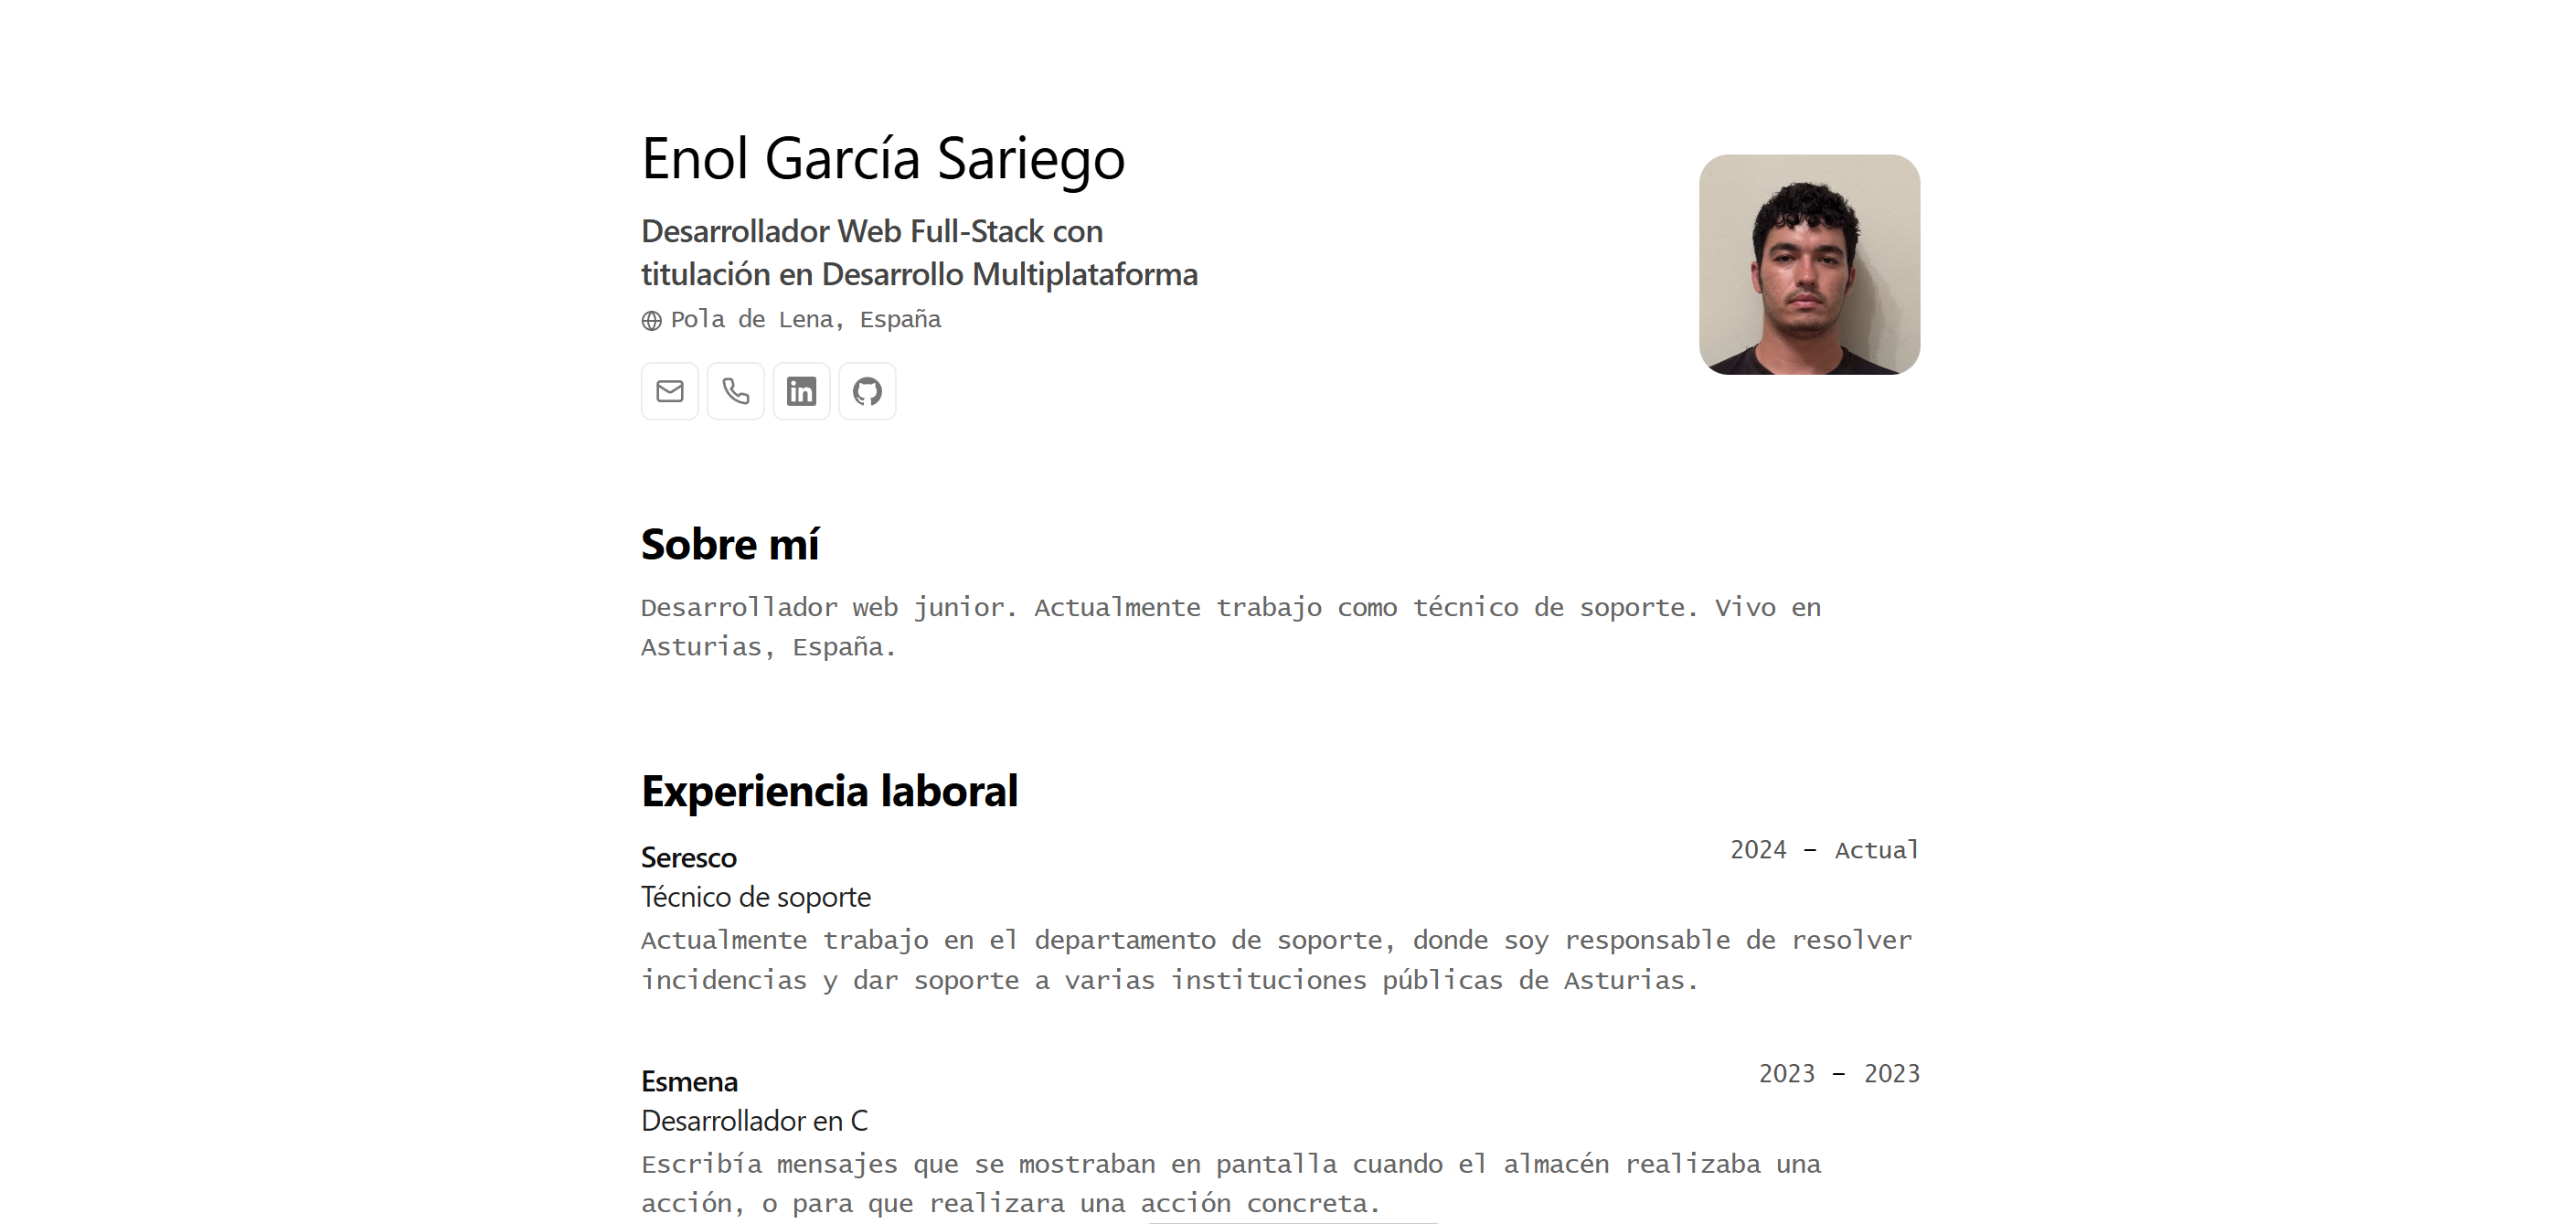 Enol García Sariego
Desarrollador Web Full-Stack con
titulación en Desarrollo Multiplataforma
Pola de Lena, España
in
Sobre mí
Desarrollador web junior. Actualmente trabajo como técnico de soporte. Vivo en
Asturias, España.
Experiencia laboral
Seresco
2024 - Actual
Técnico de soporte
Actualmente trabajo en el departamento de soporte, donde soy responsable de resolver
incidencias y dar soporte a varias instituciones públicas de Asturias.
Esmena
2023 - 2023
Desarrollador en C
Escribía mensajes que se mostraban en pantalla cuando el almacén realizaba una
acción, o para que realizara una acción concreta.